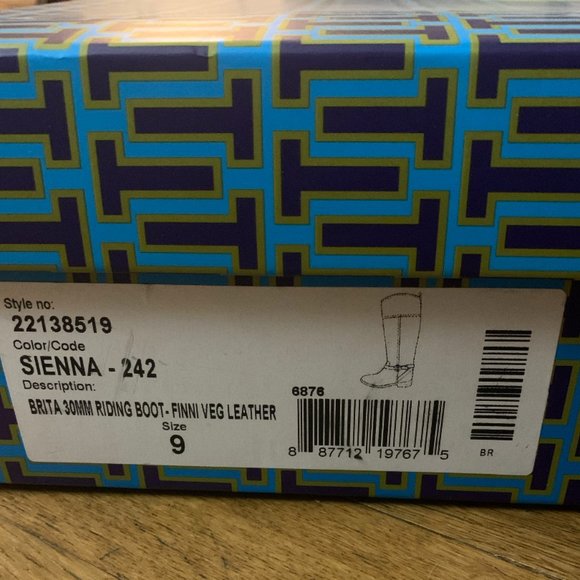 Style no:
22138519
Color/Code
SIENNA - 242
Description:
BRITA 30MM RIDING BOOT- FINNI VEG LEATHER
Size
9
6876
8 87712 19767 5
BR